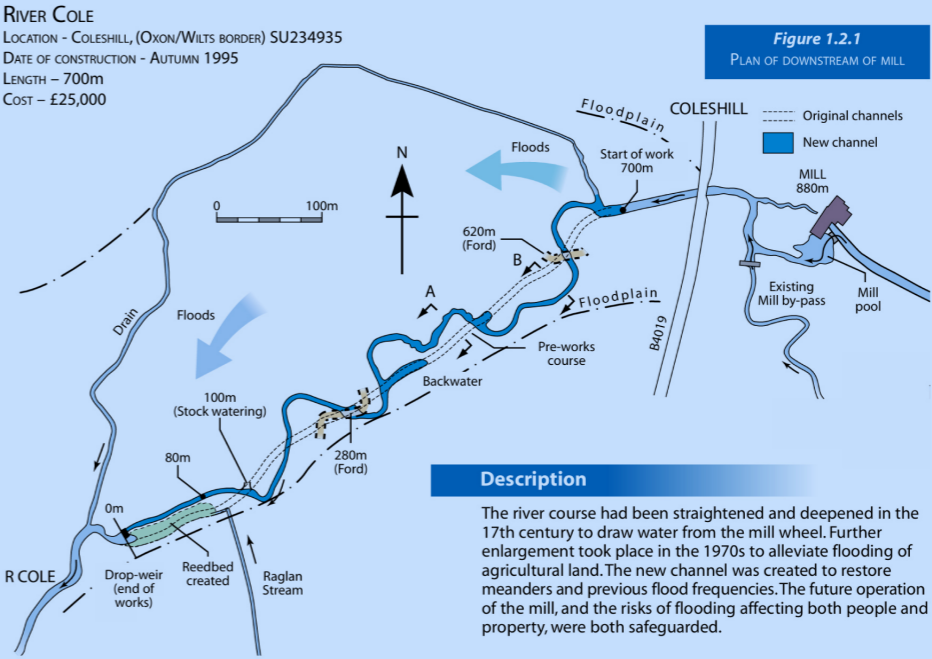 RIVER COLE
LOCATION - COLESHILL, (OXON/WILTS BORDER) SU234935
DATE OF CONSTRUCTION - AUTUMN 1995
LENGTH – 700m
COST – £25,000
Figure 1.2.1
PLAN OF DOWNSTREAM OF MILL
Original channels
New channel
Floodplain
COLESHILL
Floods
Start of work
700m
MILL
880m
N
0
100m
620m
(Ford)
B
A
Floodplain
Existing
Mill by-pass
Mill
pool
B4019
Drain
Floods
Pre-works
course
Backwater
100m
(Stock watering)
280m
(Ford)
80m
0m
R COLE
Drop-weir
(end of
works)
Reedbed
created
Raglan
Stream
Description
The river course had been straightened and deepened in the
17th century to draw water from the mill wheel. Further
enlargement took place in the 1970s to alleviate flooding of
agricultural land. The new channel was created to restore
meanders and previous flood frequencies. The future operation
of the mill, and the risks of flooding affecting both people and
property, were both safeguarded.